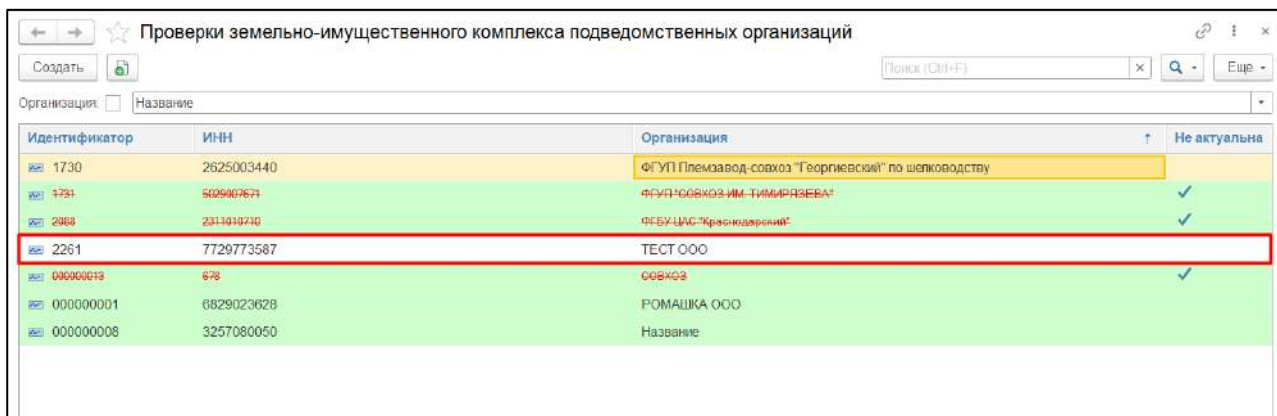 Проверки земельно-имущественного комплекса подведомственных организаций
Создать Поиск (Ctrl+F) Еще
Организация: Название
Идентификатор ИНН Организация Не актуальна
1730 2625003440 ФГУП Племзавод-совхоз "Георгиевский" по шелководству
1731 5029007671 ФГУП "СОВХОЗ ИМ. ТИМИРЯЗЕВА"
2088 2311010710 ФГБУ ЦАС "Краснодарский"
2261 7729773587 ТЕСТ ООО
000000013 678 СОВХОЗ
000000001 6829023628 РОМАШКА ООО
000000008 3257080050 Название